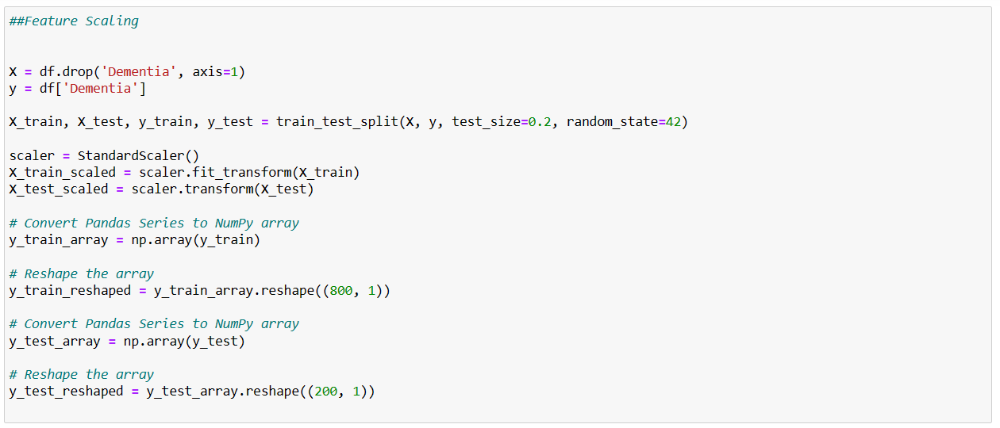 ##Feature Scaling
X = df.drop('Dementia', axis=1)
y = df['Dementia']
X_train, X_test, y_train, y_test = train_test_split(X, y, test_size=0.2, random_state=42)
scaler = StandardScaler()
X_train_scaled = scaler.fit_transform(X_train)
X_test_scaled = scaler.transform(X_test)
# Convert Pandas Series to NumPy array
y_train_array = np.array(y_train)
# Reshape the array
y_train_reshaped = y_train_array.reshape((800, 1))
# Convert Pandas Series to NumPy array
y_test_array = np.array(y_test)
# Reshape the array
y_test_reshaped = y_test_array.reshape((200, 1))